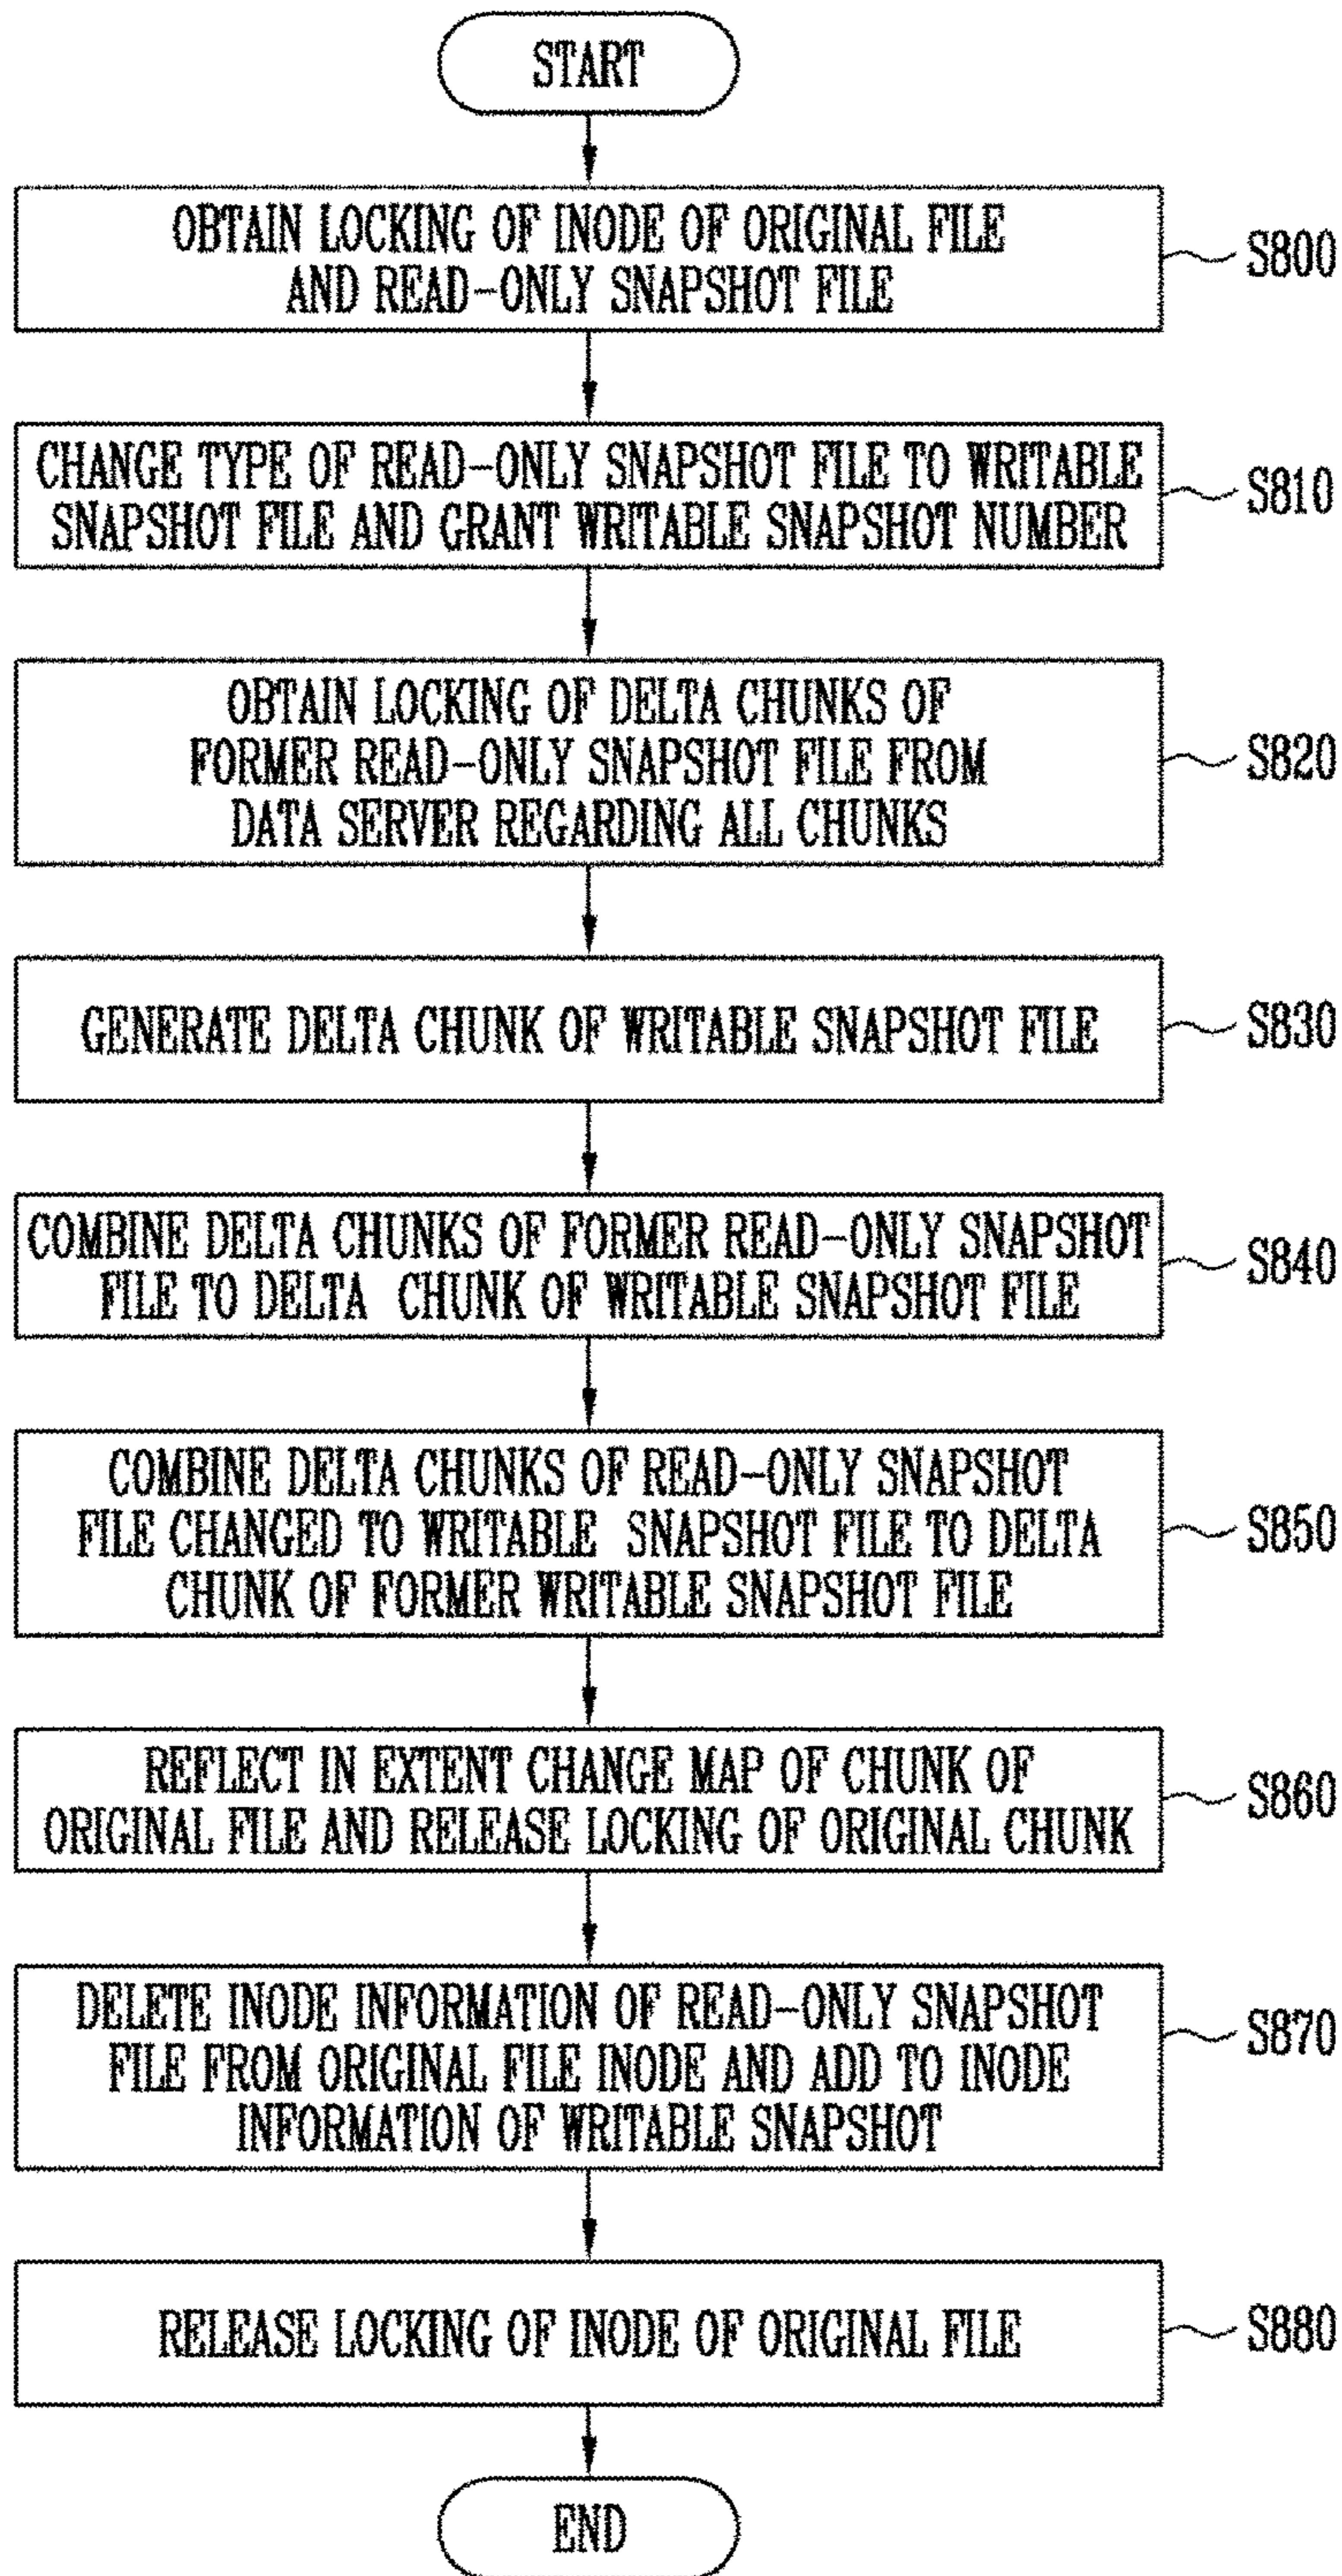 START
OBTAIN LOCKING OF INODE OF ORIGINAL FILE
AND READ-ONLY SNAPSHOT FILE
S800
CHANGE TYPE OF READ-ONLY SNAPSHOT FILE TO WRITABLE
SNAPSHOT FILE AND GRANT WRITABLE SNAPSHOT NUMBER
S810
OBTAIN LOCKING OF DELTA CHUNKS OF
FORMER READ-ONLY SNAPSHOT FILE FROM
DATA SERVER REGARDING ALL CHUNKS
S820
GENERATE DELTA CHUNK OF WRITABLE SNAPSHOT FILE
S830
COMBINE DELTA CHUNKS OF FORMER READ-ONLY SNAPSHOT
FILE TO DELTA CHUNK OF WRITABLE SNAPSHOT FILE
S840
COMBINE DELTA CHUNKS OF READ-ONLY SNAPSHOT
FILE CHANGED TO WRITABLE SNAPSHOT FILE TO DELTA
CHUNK OF FORMER WRITABLE SNAPSHOT FILE
S850
REFLECT IN EXTENT CHANGE MAP OF CHUNK OF
ORIGINAL FILE AND RELEASE LOCKING OF ORIGINAL CHUNK
S860
DELETE INODE INFORMATION OF READ-ONLY SNAPSHOT
FILE FROM ORIGINAL FILE INODE AND ADD TO INODE
INFORMATION OF WRITABLE SNAPSHOT
S870
RELEASE LOCKING OF INODE OF ORIGINAL FILE
S880
END